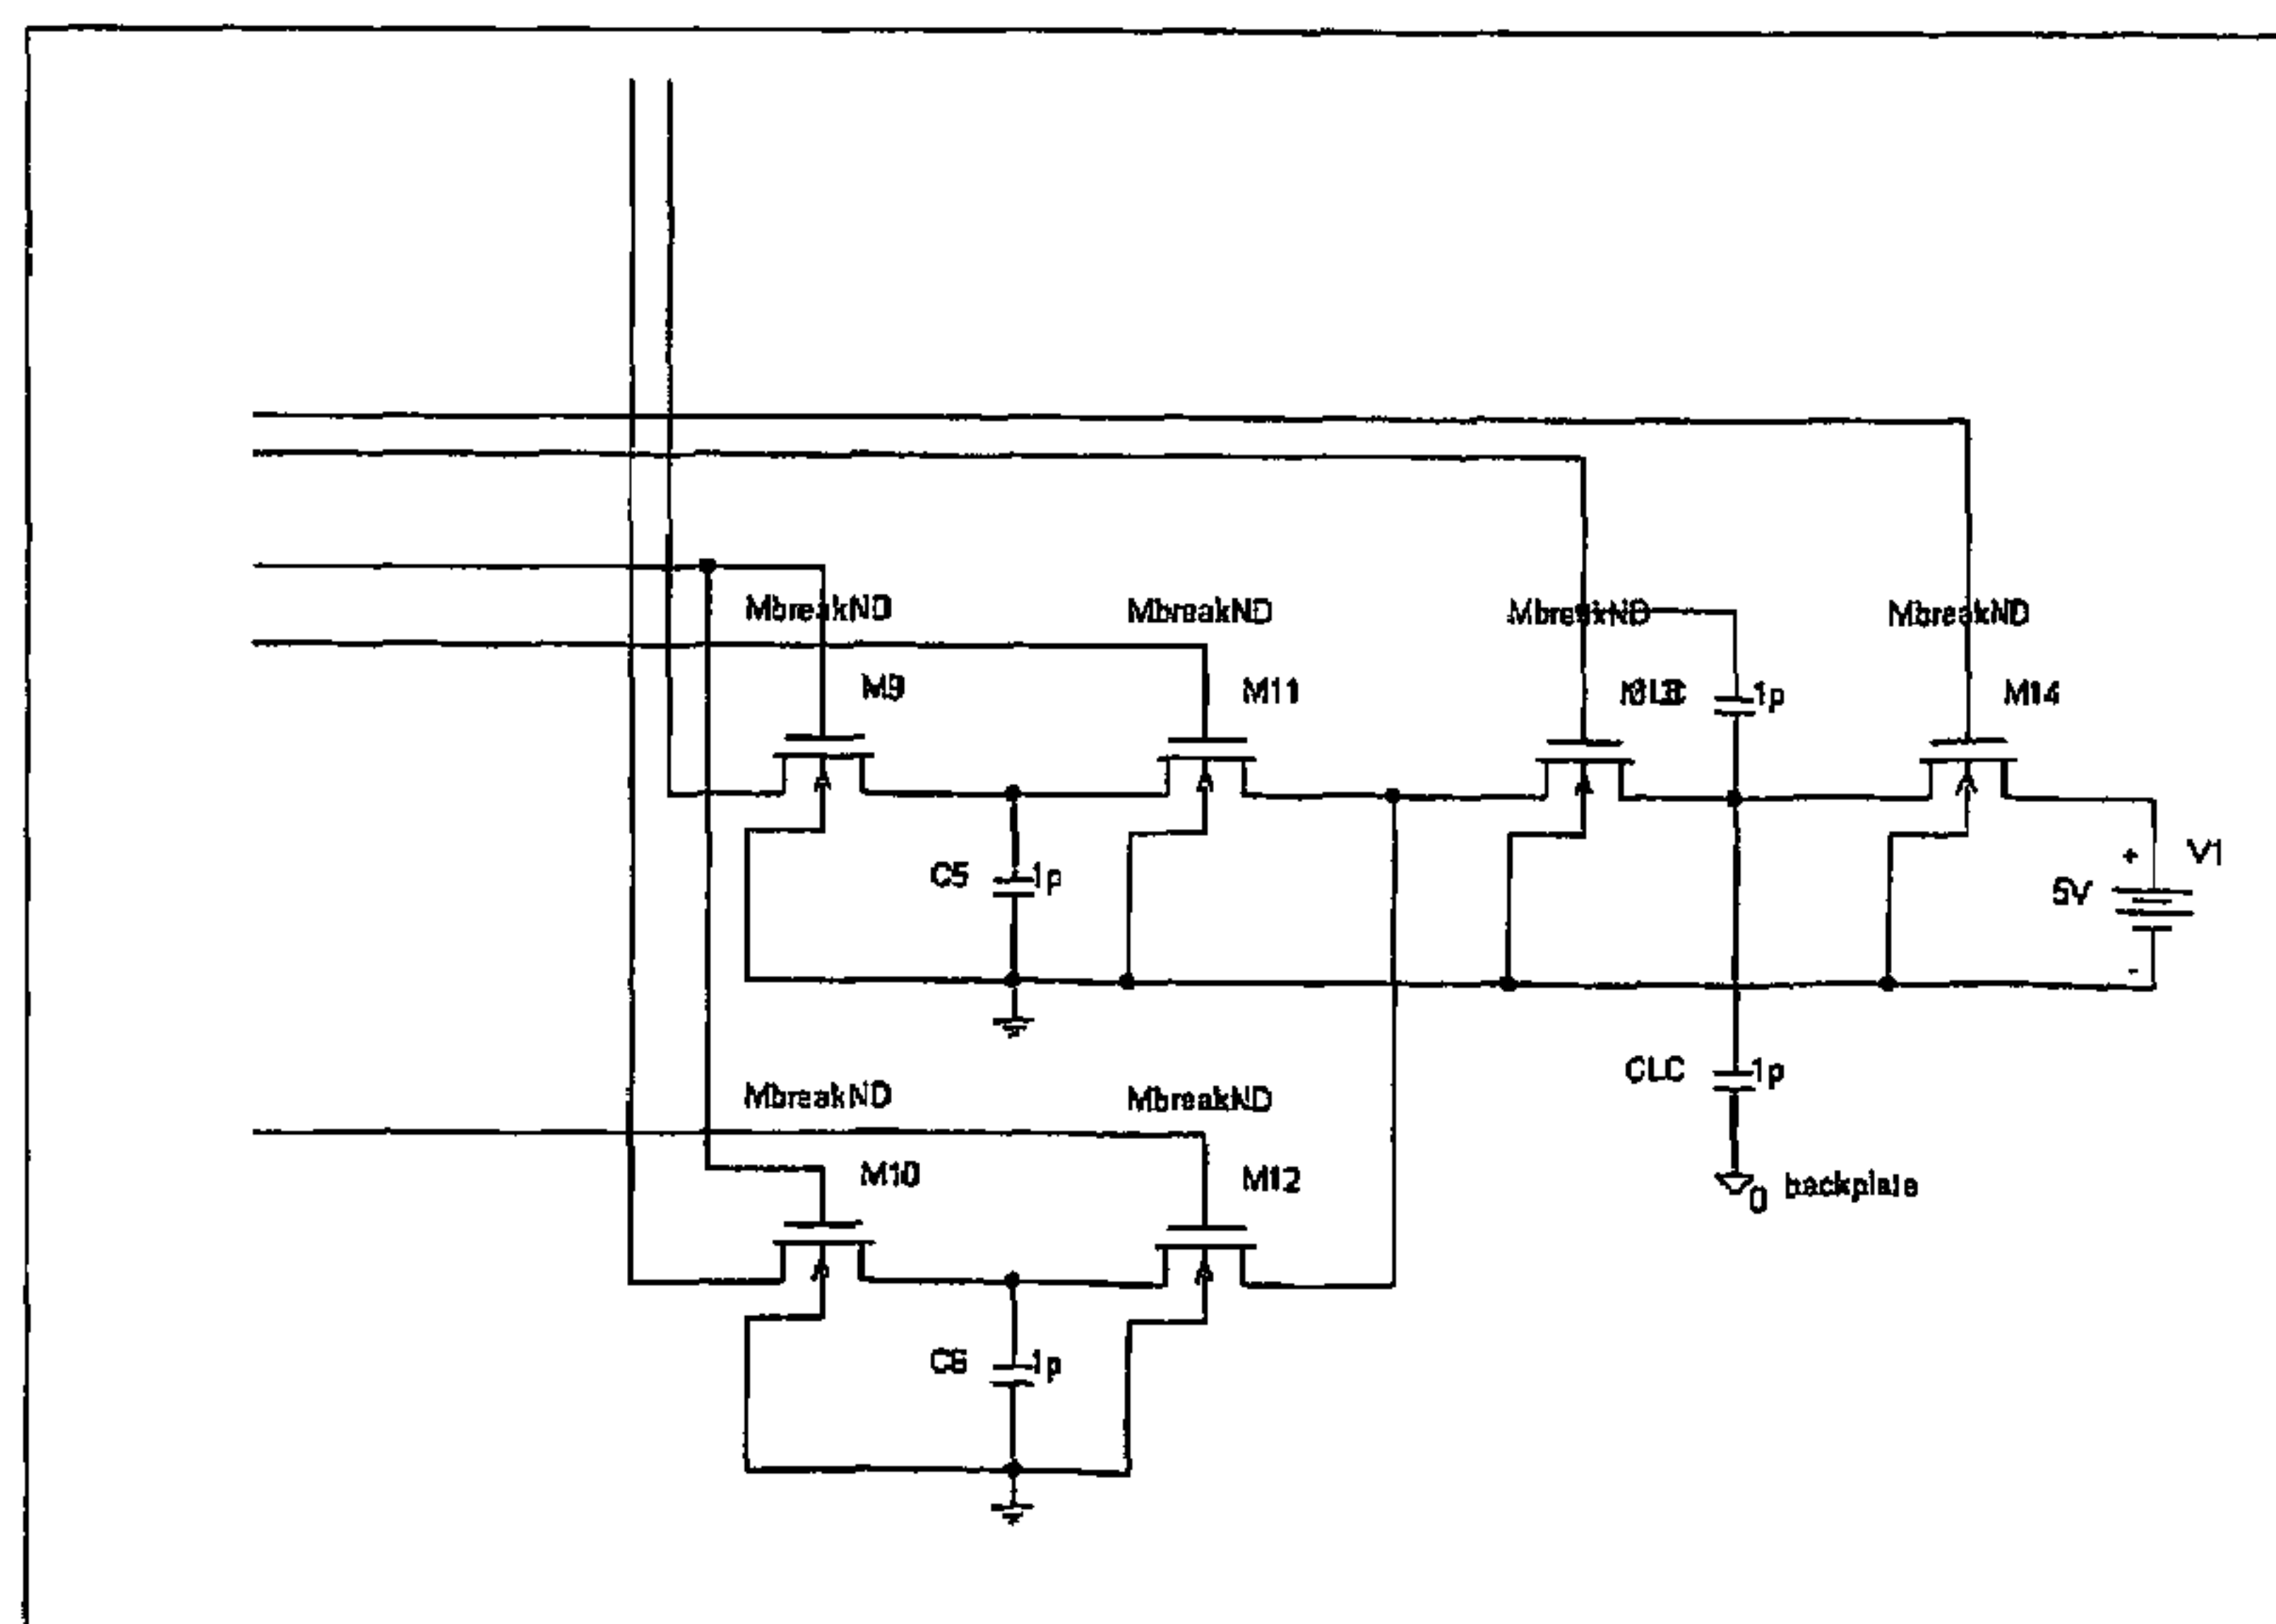 MbreakND MbreakND MbreakND MbreakND
M9 M11 1p M14
+ V1
C5 1p 5V
-
CLC 1p
MbreakND MbreakND
M10 M12
0 backplate
C6 1p